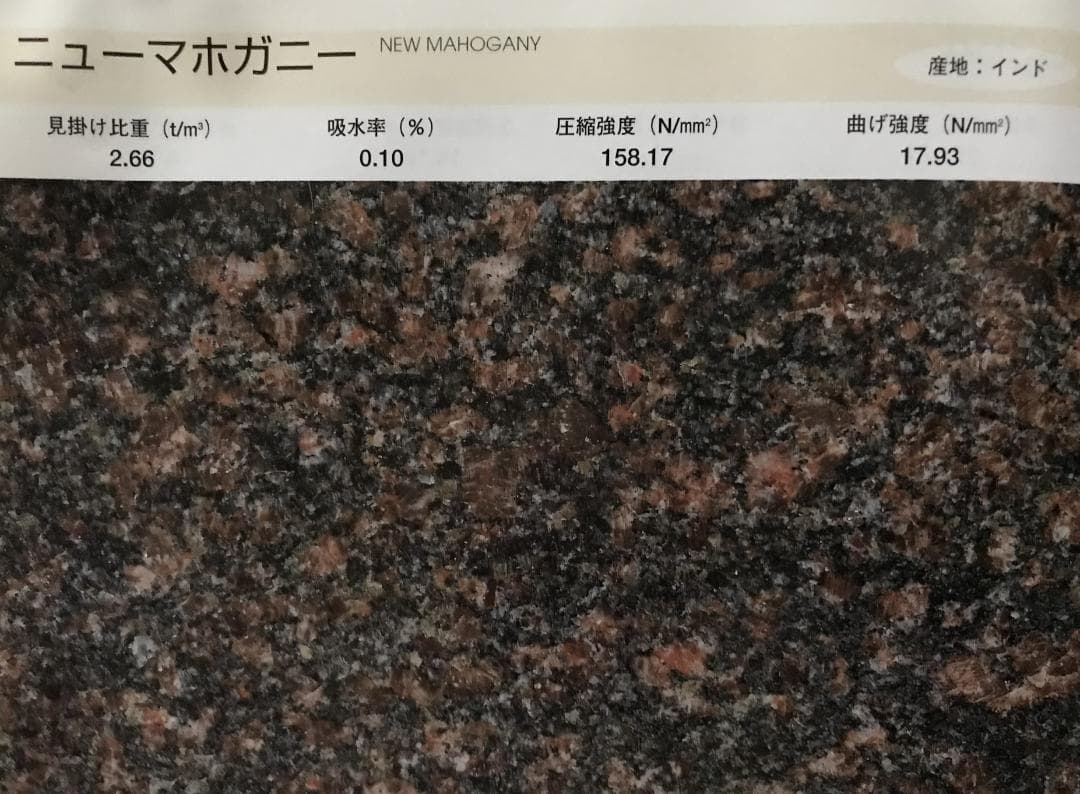 ニューマホガニー NEW MAHOGANY
産地：インド
見掛け比重（t/m³） 吸水率（%） 圧縮強度（N/mm²） 曲げ強度（N/mm²）
2.66 0.10 158.17 17.93